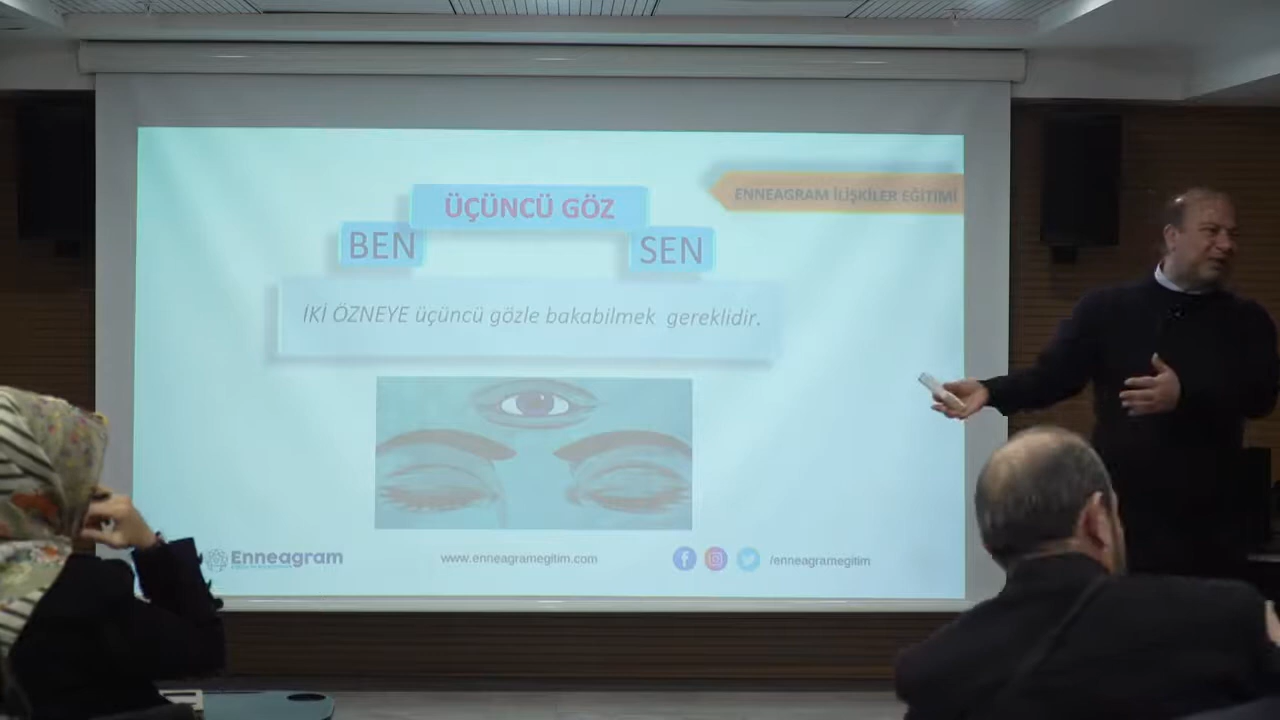 ENNEAGRAM İLİŞKİLER EĞİTİMİ
ÜÇÜNCÜ GÖZ
BEN
SEN
İKİ ÖZNEYE üçüncü gözle bakabilmek gereklidir.
Enneagram
www.enneagramegitim.com
/enneagramegitim